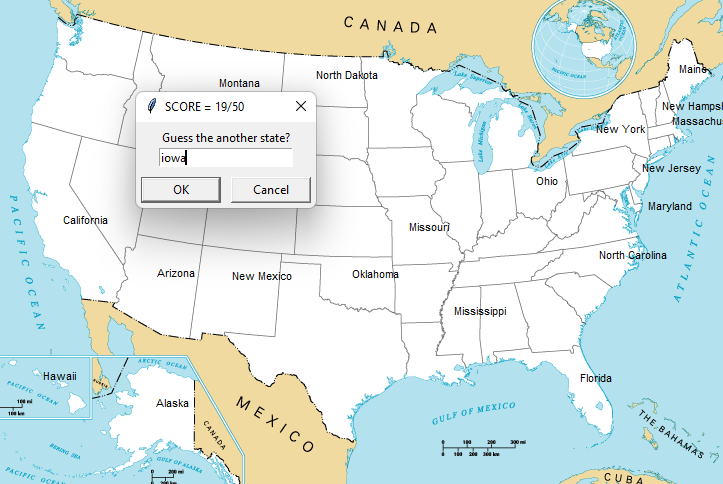 CANADA
Montana
North Dakota
Lake Superior
Maine
PACIFIC OCEAN
SCORE = 19/50
Guess the another state?
iowa
OK
Cancel
Lake Michigan
New York
New Hampsh
Massachus
Ohio
New Jersey
Maryland
California
Missouri
North Carolina
Arizona
New Mexico
Oklahoma
Mississippi
PACIFIC OCEAN
ATLANTIC OCEAN
Florida
Hawaii
PACIFIC OCEAN
100 mi
100 km
ARCTIC OCEAN
Alaska
CANADA
BERING SEA
GULF OF ALASKA
PACIFIC OCEAN
200 mi
200 km
MEXICO
GULF OF MEXICO
0 100 200 300 mi
0 100 200 300 km
THE BAHAMAS
CUBA